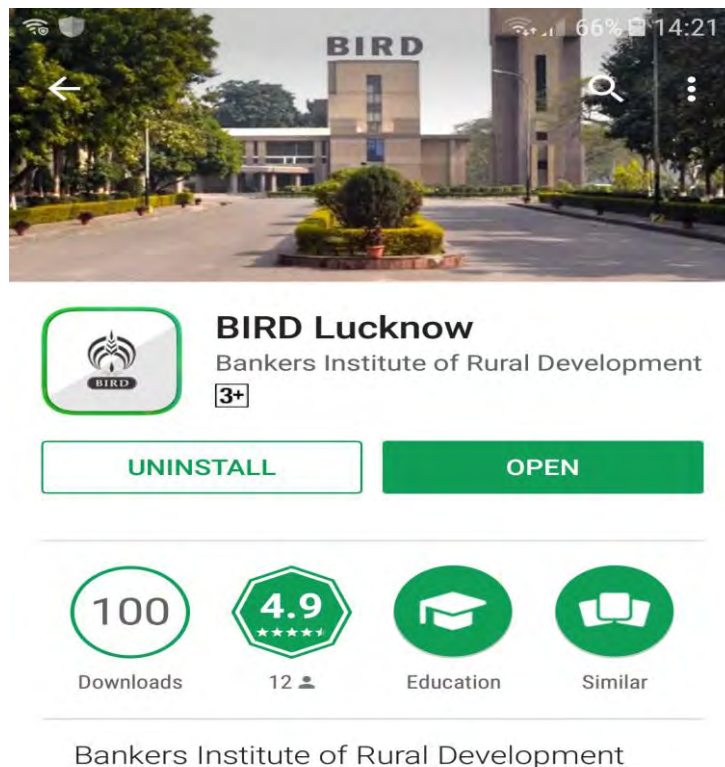 BIRD
66% 14:21
BIRD Lucknow
Bankers Institute of Rural Development
3+
BIRD
UNINSTALL
OPEN
100
4.9
Downloads
12
Education
Similar
Bankers Institute of Rural Development